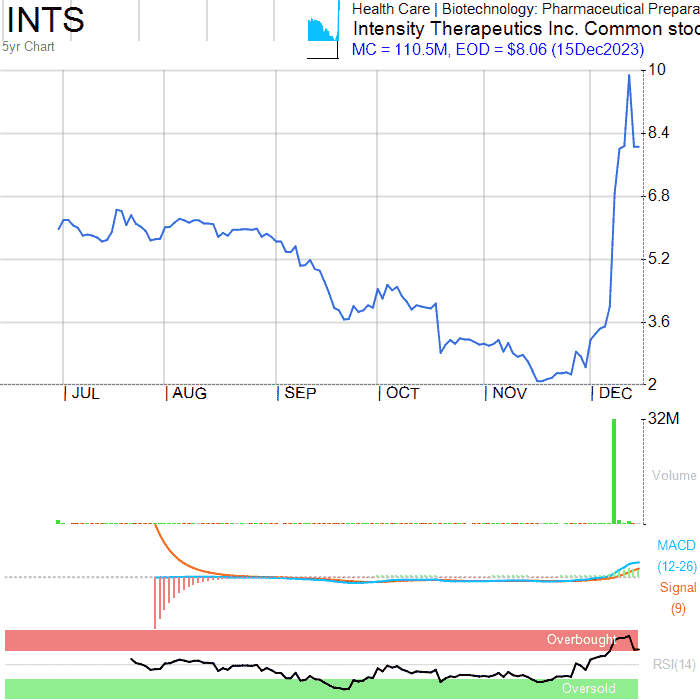 INTS
5yr Chart
Health Care | Biotechnology: Pharmaceutical Prepara
Intensity Therapeutics Inc. Common stoc
MC = 110.5M, EOD = $8.06 (15Dec2023)
10
8.4
6.8
5.2
3.6
2
JUL AUG SEP OCT NOV DEC
32M
Volume
MACD
(12-26)
Signal
(9)
Overbought
RSI(14)
Oversold